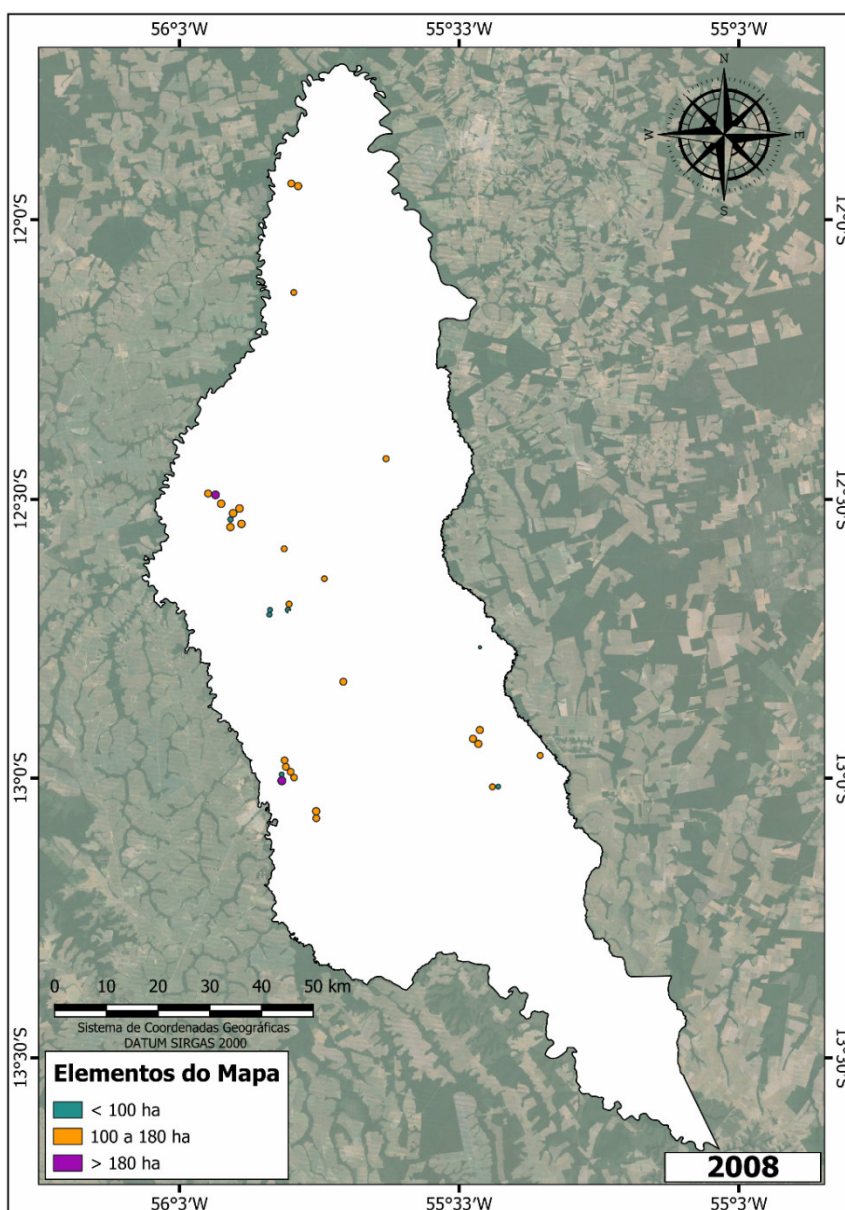 56°3'W 55°33'W 55°3'W
N
W E
S
12°0'S 12°0'S
12°30'S 12°30'S
13°0'S 13°0'S
0 10 20 30 40 50 km
Sistema de Coordenadas Geográficas
DATUM SIRGAS 2000
13°30'S 13°30'S
Elementos do Mapa
< 100 ha
100 a 180 ha
> 180 ha
2008
56°3'W 55°33'W 55°3'W